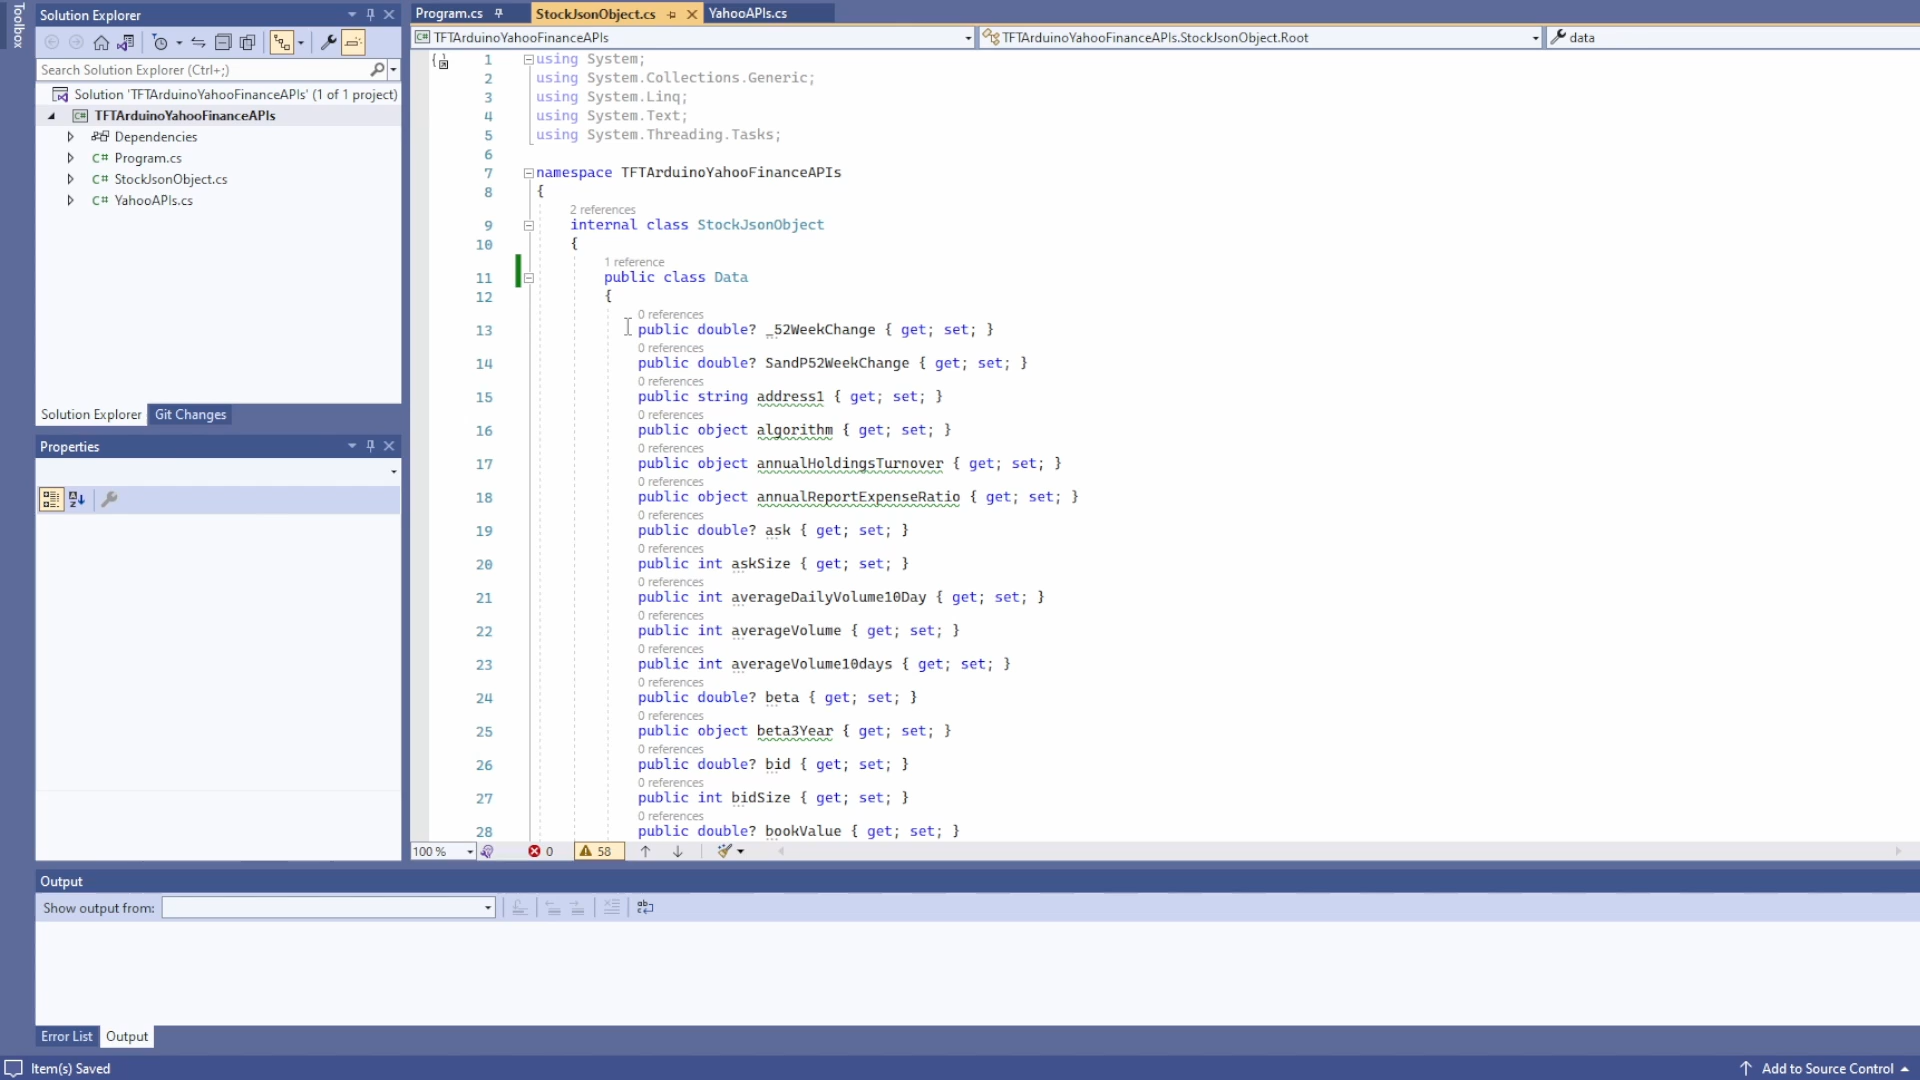 Toolbox
Solution Explorer
Search Solution Explorer (Ctrl+;)
Solution 'TFTArduinoYahooFinanceAPIs' (1 of 1 project)
TFTArduinoYahooFinanceAPIs
Dependencies
C# Program.cs
C# StockJsonObject.cs
C# YahooAPIs.cs
Solution Explorer
Git Changes
Properties
Program.cs
StockJsonObject.cs
YahooAPIs.cs
C# TFTArduinoYahooFinanceAPIs
TFTArduinoYahooFinanceAPIs.StockJsonObject.Root
data
1 using System;
2 using System.Collections.Generic;
3 using System.Linq;
4 using System.Text;
5 using System.Threading.Tasks;
6
7 namespace TFTArduinoYahooFinanceAPIs
8 {
2 references
9 internal class StockJsonObject
10 {
1 reference
11 public class Data
12 {
0 references
13 public double? _52WeekChange { get; set; }
0 references
14 public double? SandP52WeekChange { get; set; }
0 references
15 public string address1 { get; set; }
0 references
16 public object algorithm { get; set; }
0 references
17 public object annualHoldingsTurnover { get; set; }
0 references
18 public object annualReportExpenseRatio { get; set; }
0 references
19 public double? ask { get; set; }
0 references
20 public int askSize { get; set; }
0 references
21 public int averageDailyVolume10Day { get; set; }
0 references
22 public int averageVolume { get; set; }
0 references
23 public int averageVolume10days { get; set; }
0 references
24 public double? beta { get; set; }
0 references
25 public object beta3Year { get; set; }
0 references
26 public double? bid { get; set; }
0 references
27 public int bidSize { get; set; }
0 references
28 public double? bookValue { get; set; }
100 %
0
58
Output
Show output from:
Error List
Output
Item(s) Saved
Add to Source Control